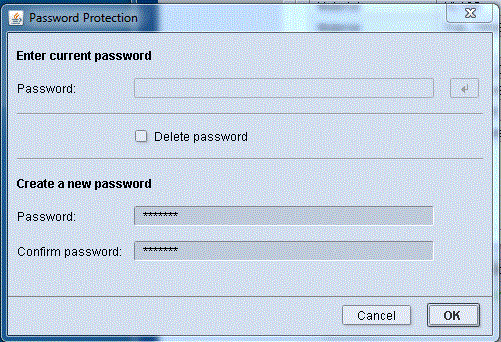 Password Protection
Enter current password
Password:
Delete password
Create a new password
Password: *******
Confirm password: *******
Cancel OK